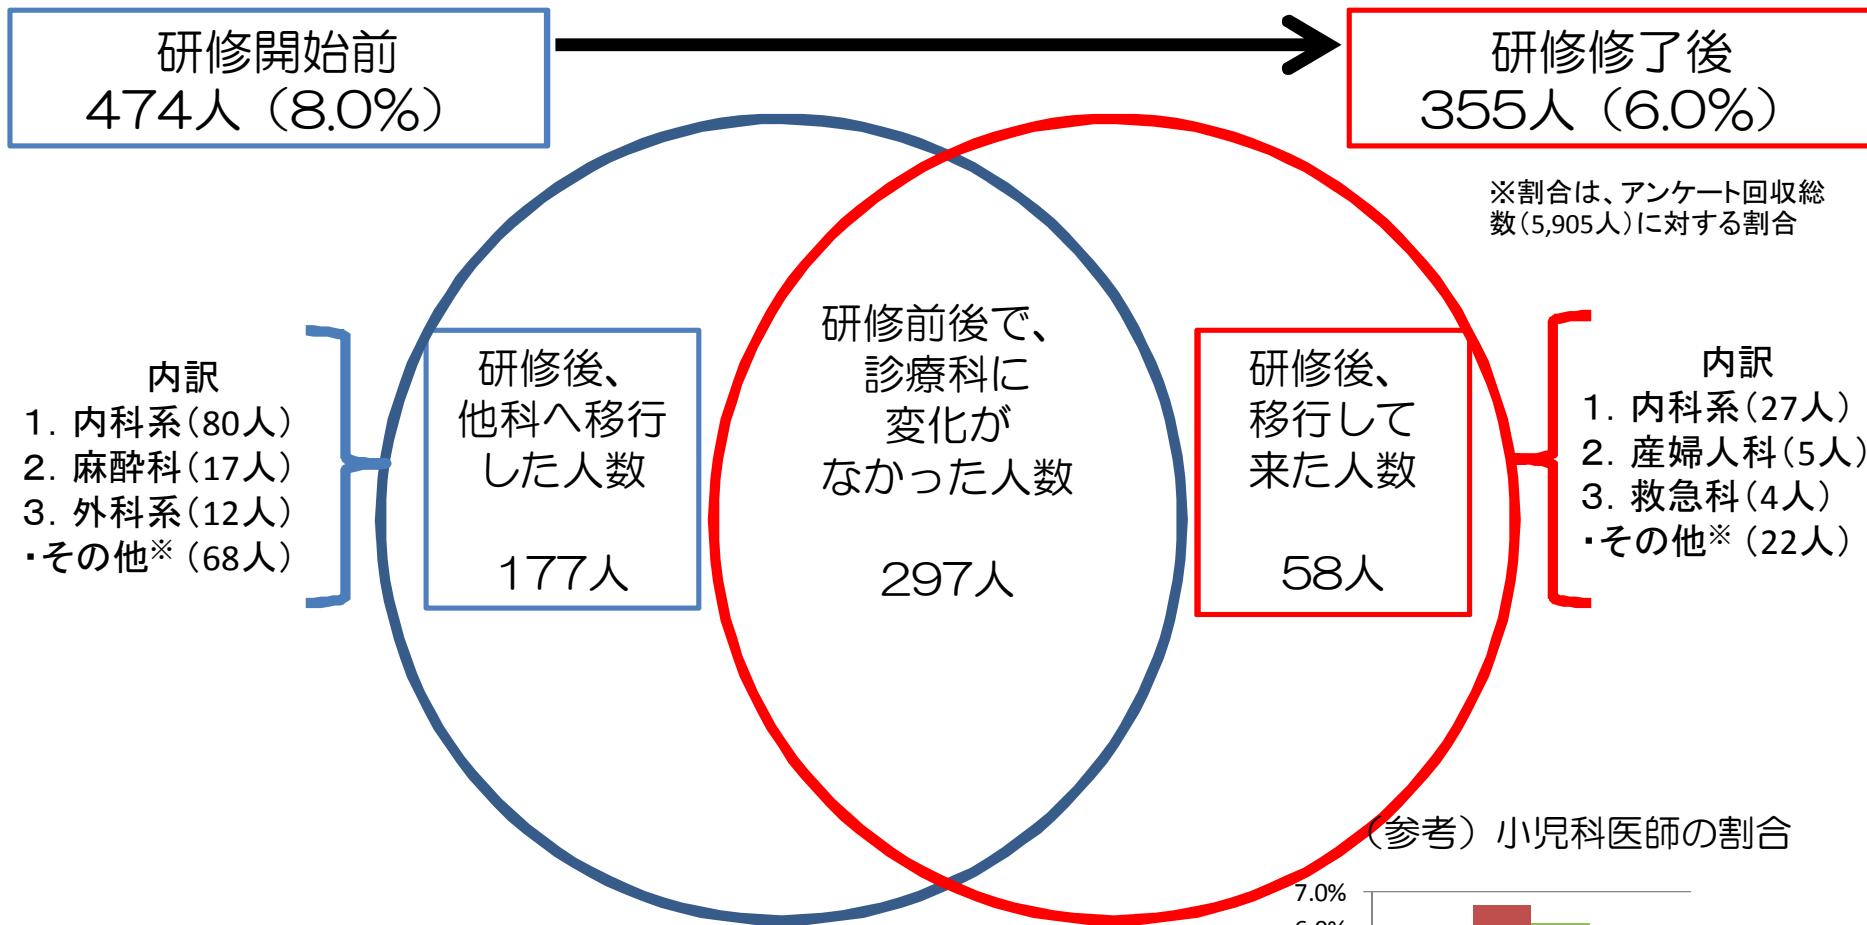 研修開始前
474人（8.0%）
研修修了後
355人（6.0%）
※割合は、アンケート回収総
数（5,905人）に対する割合
内訳
1．内科系（80人）
2．麻酔科（17人）
3．外科系（12人）
・その他※（68人）
研修後、
他科へ移行
した人数
177人
研修前後で、
診療科に
変化が
なかった人数
297人
研修後、
移行して
来た人数
58人
内訳
1．内科系（27人）
2．産婦人科（5人）
3．救急科（4人）
・その他※（22人）
（参考）小児科医師の割合
7.0%